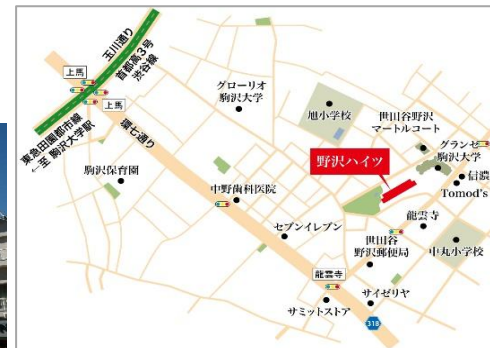 玉川通り
首都高3号
渋谷線
上馬
上馬
東急田園都市線
←至 駒沢大学駅
環七通り
グローリオ
駒沢大学
旭小学校
世田谷野沢
マートルコート
グランゼ
駒沢大学
信濃
Tomod's
野沢ハイツ
駒沢保育園
中野歯科医院
セブンイレブン
龍雲寺
世田谷
野沢郵便局
中丸小学校
龍雲寺
サミットストア
サイゼリヤ
318